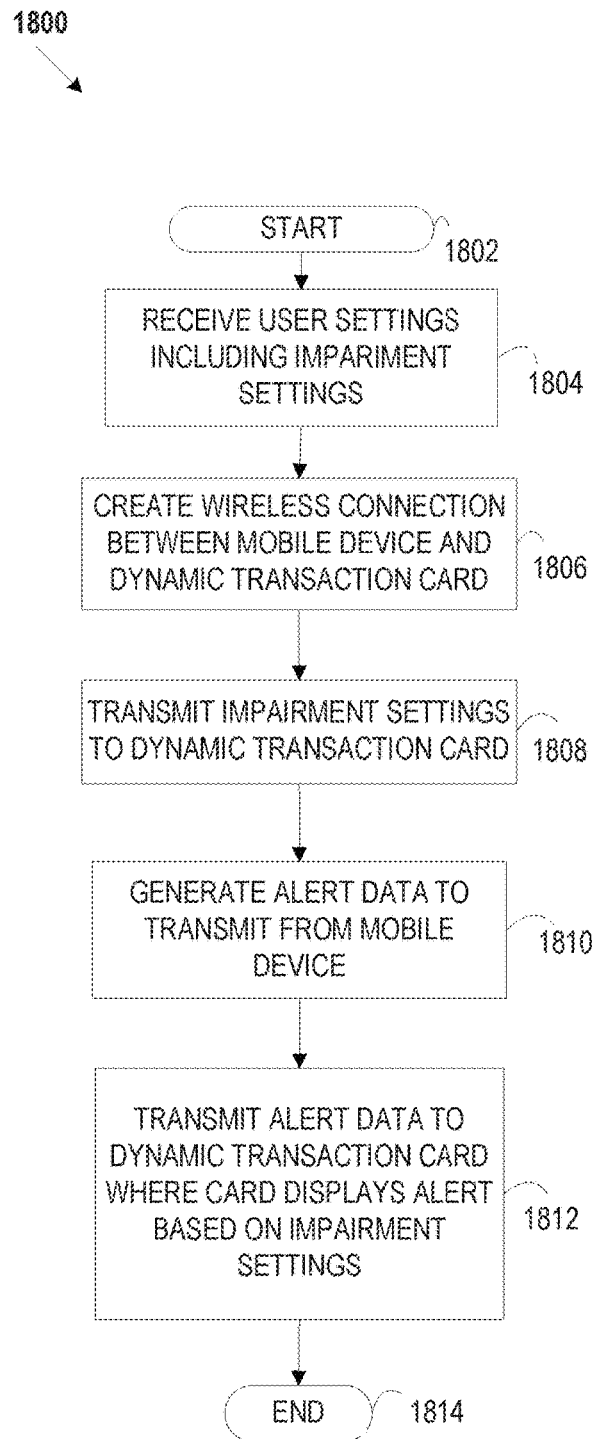 1800
START
1802
RECEIVE USER SETTINGS
INCLUDING IMPARIMENT
SETTINGS
1804
CREATE WIRELESS CONNECTION
BETWEEN MOBILE DEVICE AND
DYNAMIC TRANSACTION CARD
1806
TRANSMIT IMPAIRMENT SETTINGS
TO DYNAMIC TRANSACTION CARD
1808
GENERATE ALERT DATA TO
TRANSMIT FROM MOBILE
DEVICE
1810
TRANSMIT ALERT DATA TO
DYNAMIC TRANSACTION CARD
WHERE CARD DISPLAYS ALERT
BASED ON IMPAIRMENT
SETTINGS
1812
END
1814